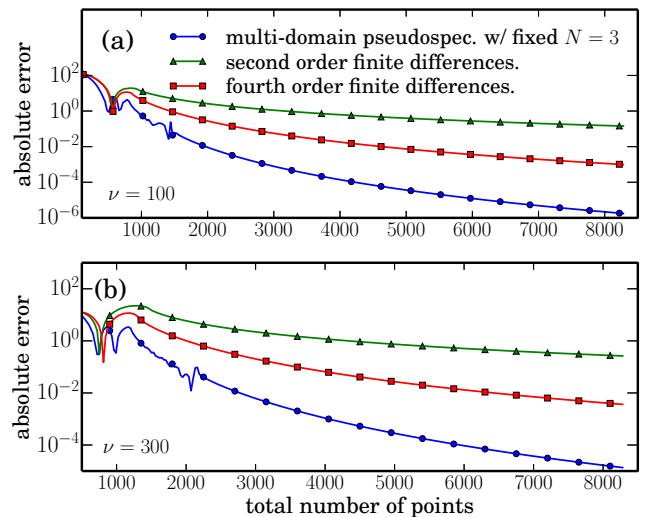 (a)
multi-domain pseudospec. w/ fixed N = 3
second order finite differences.
fourth order finite differences.
absolute error
10^2
10^0
10^-2
10^-4
10^-6
ν = 100
1000 2000 3000 4000 5000 6000 7000 8000
(b)
absolute error
10^2
10^0
10^-2
10^-4
ν = 300
1000 2000 3000 4000 5000 6000 7000 8000
total number of points